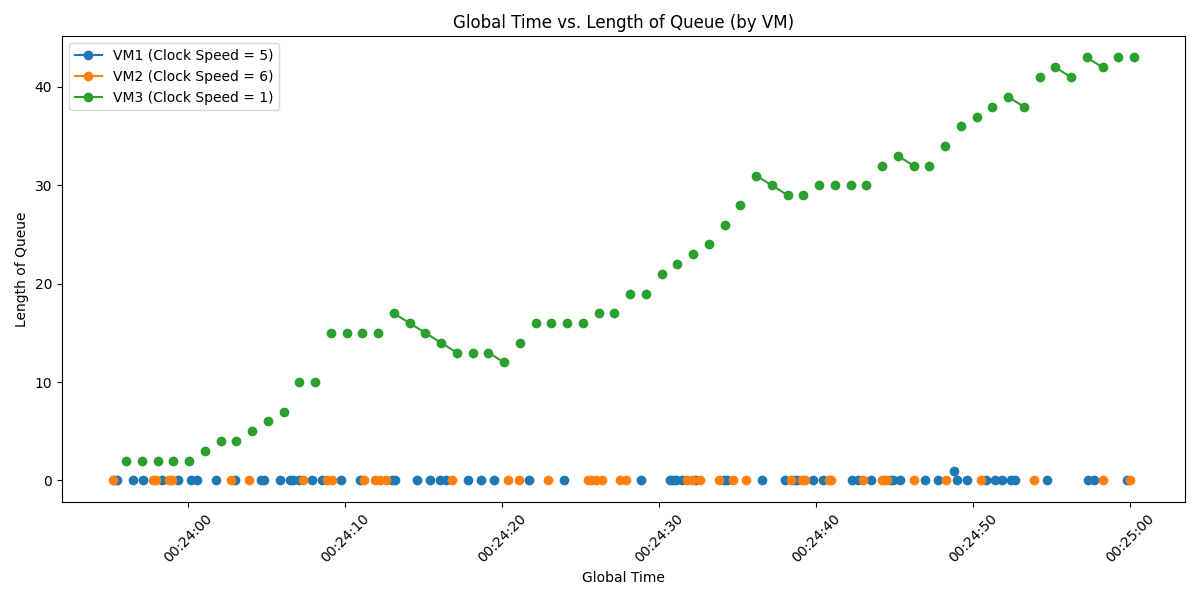 Global Time vs. Length of Queue (by VM)
VM1 (Clock Speed = 5)
VM2 (Clock Speed = 6)
VM3 (Clock Speed = 1)
Length of Queue
40
30
20
10
0
00:24:00
00:24:10
00:24:20
00:24:30
00:24:40
00:24:50
00:25:00
Global Time